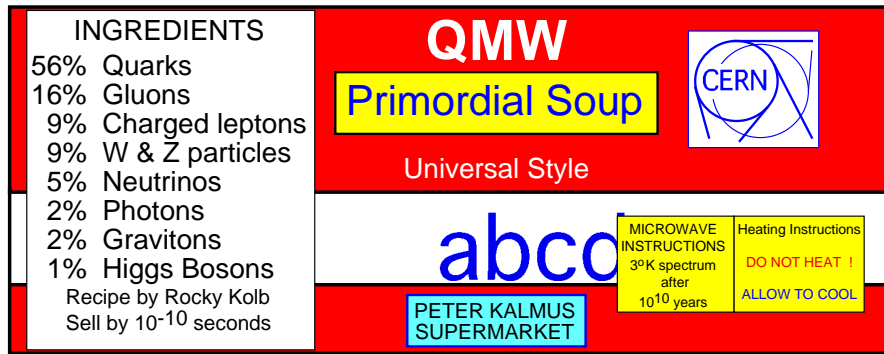 INGREDIENTS
56% Quarks
16% Gluons
9% Charged leptons
9% W & Z particles
5% Neutrinos
2% Photons
2% Gravitons
1% Higgs Bosons
Recipe by Rocky Kolb
Sell by 10-10 seconds
QMW
Primordial Soup
Universal Style
CERN
abcd
MICROWAVE
INSTRUCTIONS
3oK spectrum
after
1010 years
Heating Instructions
DO NOT HEAT !
ALLOW TO COOL
PETER KALMUS
SUPERMARKET